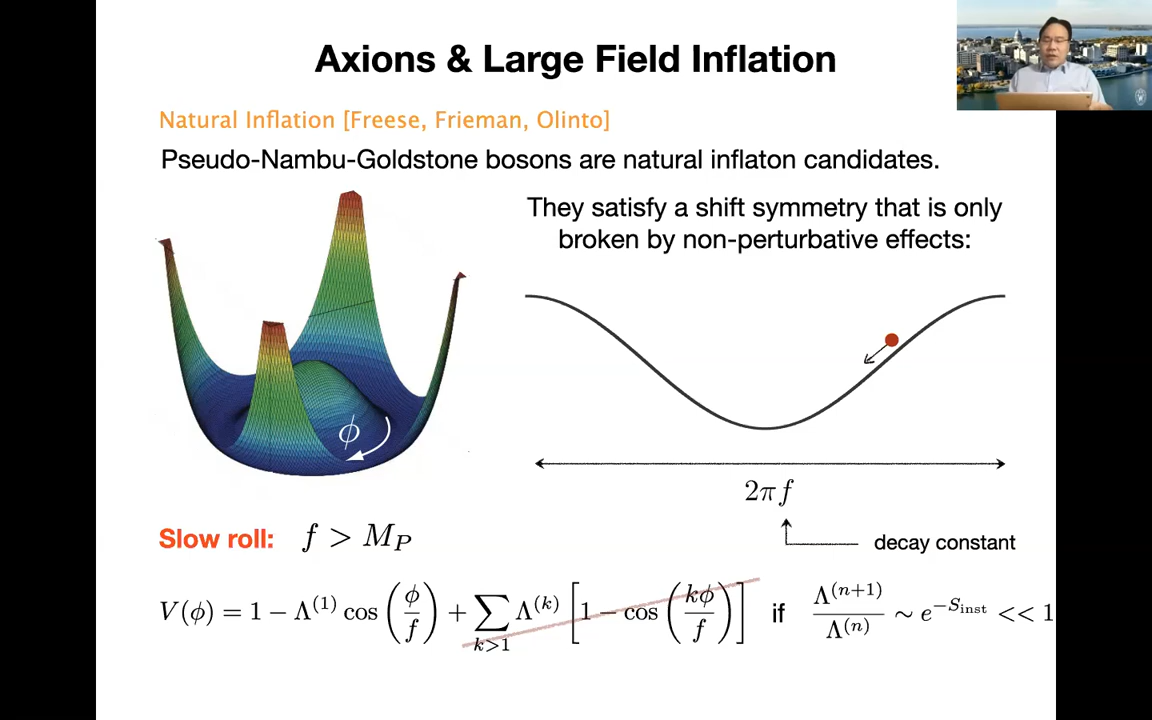 Axions & Large Field Inflation
Natural Inflation [Freese, Frieman, Olinto]
Pseudo-Nambu-Goldstone bosons are natural inflaton candidates.
They satisfy a shift symmetry that is only
broken by non-perturbative effects:
ϕ
2πf
Slow roll: f > M_P
decay constant
V(ϕ) = 1 − Λ^{(1)} cos(ϕ/f) + ∑_{k>1} Λ^{(k)} [1 − cos(kϕ/f)] if Λ^{(n+1)}/Λ^{(n)} ∼ e^{−S_{inst}} << 1